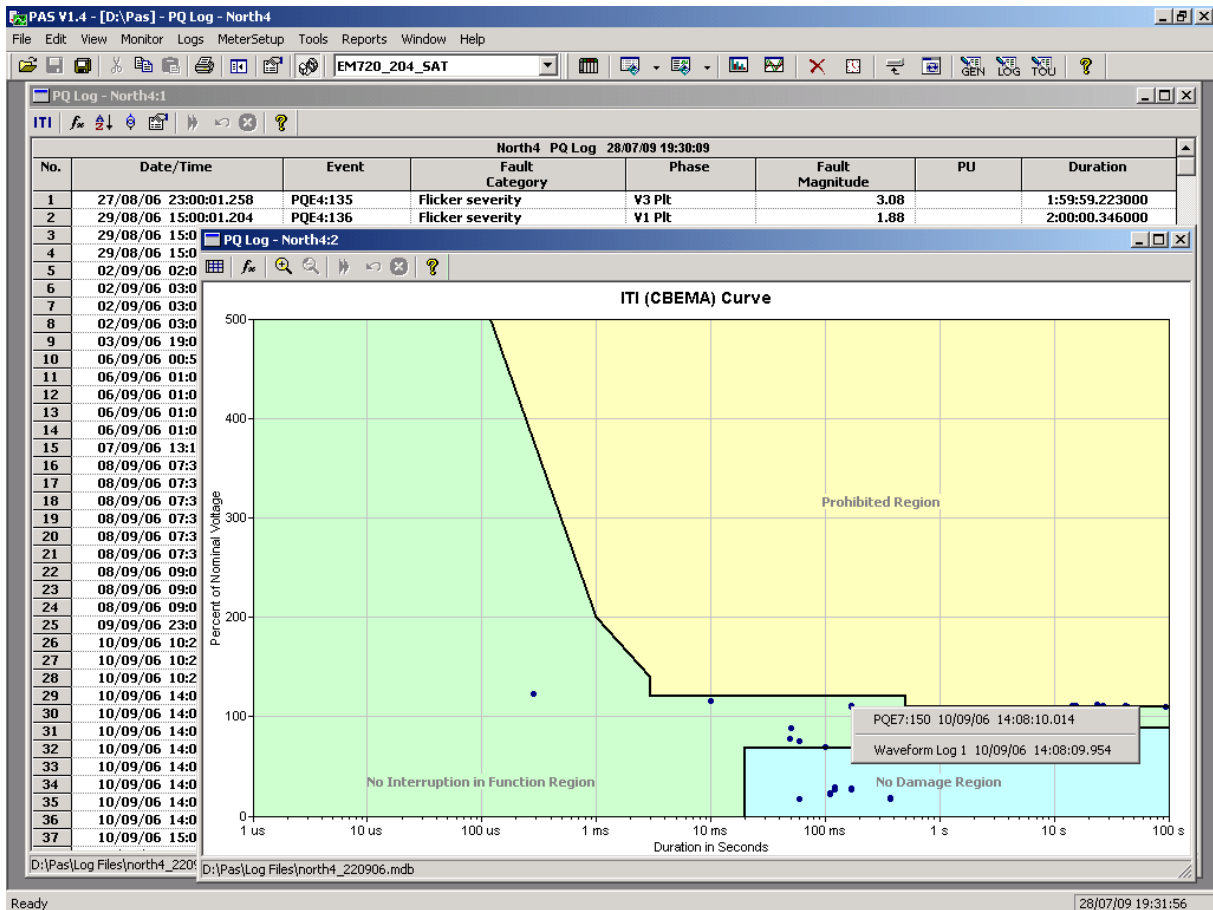 PAS V1.4 - [D:\Pas] - PQ Log - North4
File Edit View Monitor Logs MeterSetup Tools Reports Window Help
EM720_204_SAT
GEN LOG TOU
PQ Log - North4:1
ITI
North4 PQ Log 28/07/09 19:30:09
No. Date/Time Event Fault Category Phase Fault Magnitude PU Duration
1 27/08/06 23:00:01.258 PQE4:135 Flicker severity V3 Plt 3.08 1:59:59.223000
2 29/08/06 15:00:01.204 PQE4:136 Flicker severity V1 Plt 1.88 2:00:00.346000
3 29/08/06 15:0
4 29/08/06 15:0
5 02/09/06 02:0
6 02/09/06 03:0
7 02/09/06 03:0
8 02/09/06 03:0
9 03/09/06 19:0
10 06/09/06 00:5
11 06/09/06 01:0
12 06/09/06 01:0
13 06/09/06 01:0
14 06/09/06 01:0
15 07/09/06 13:1
16 08/09/06 07:3
17 08/09/06 07:3
18 08/09/06 07:3
19 08/09/06 07:3
20 08/09/06 07:3
21 08/09/06 07:3
22 08/09/06 09:0
23 08/09/06 09:0
24 08/09/06 09:0
25 09/09/06 23:0
26 10/09/06 10:2
27 10/09/06 10:2
28 10/09/06 10:2
29 10/09/06 14:0
30 10/09/06 14:0
31 10/09/06 14:0
32 10/09/06 14:0
33 10/09/06 14:0
34 10/09/06 14:0
35 10/09/06 14:0
36 10/09/06 14:0
37 10/09/06 15:0
D:\Pas\Log Files\north4_2209
PQ Log - North4:2
ITI (CBEMA) Curve
Percent of Nominal Voltage
500
400
300
200
100
0
Prohibited Region
PQE7:150 10/09/06 14:08:10.014
Waveform Log 1 10/09/06 14:08:09.954
No Interruption in Function Region
No Damage Region
1 us 10 us 100 us 1 ms 10 ms 100 ms 1 s 10 s 100 s
Duration in Seconds
D:\Pas\Log Files\north4_220906.mdb
Ready
28/07/09 19:31:56